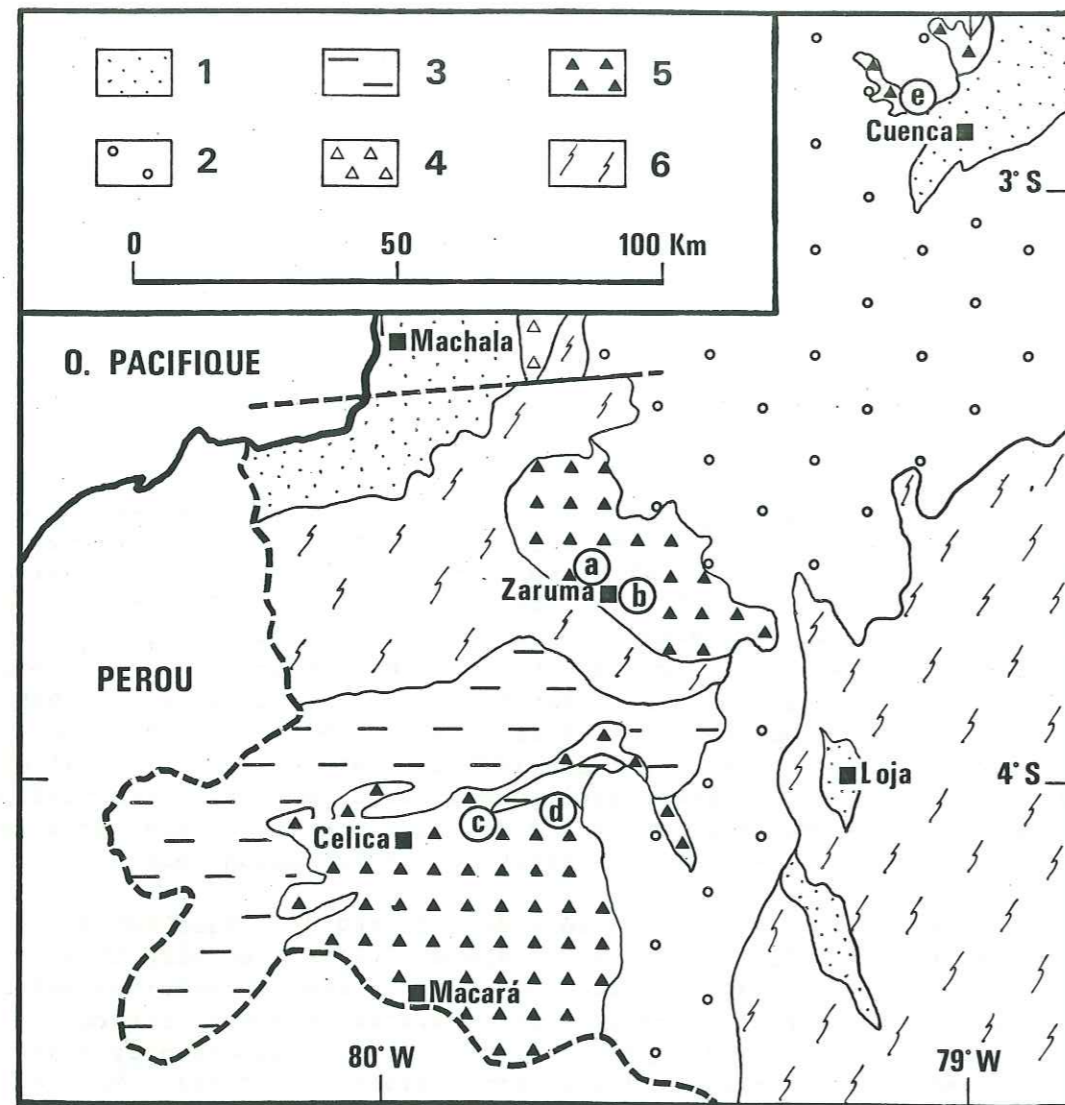 1 3 5
2 4 6
0 50 100 Km
e
Cuenca
3° S
O. PACIFIQUE
Machala
a
Zaruma b
PEROU
Loja
4° S
c d
Celica
Macará
80° W 79° W